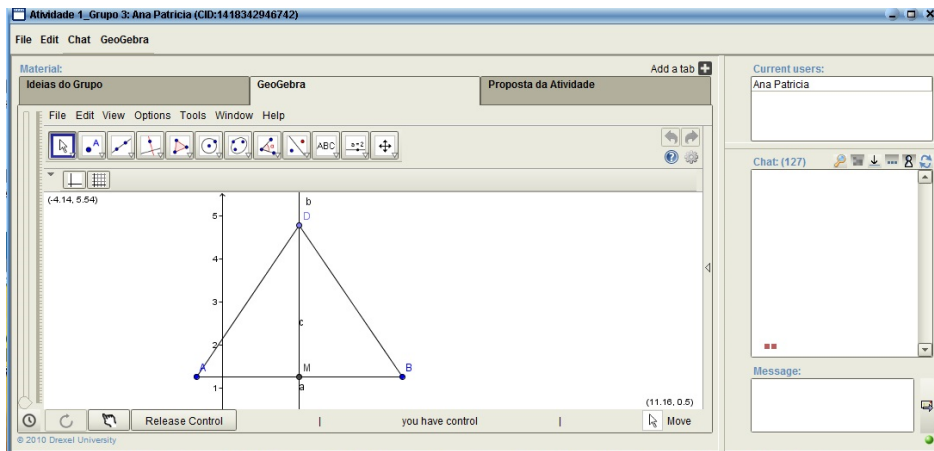 Atividade 1_Grupo 3: Ana Patricia (CID:1418342946742)
File Edit Chat GeoGebra
Material:
Add a tab
Current users:
Ideias do Grupo
GeoGebra
Proposta da Atividade
Ana Patricia
File Edit View Options Tools Window Help
A
ABC
a=2
Chat: (127)
(-4.14, 5.54)
b
5
D
4
3
c
2
A
M
B
1
a
Message:
(11.16, 0.5)
Release Control | you have control | Move
© 2010 Drexel University